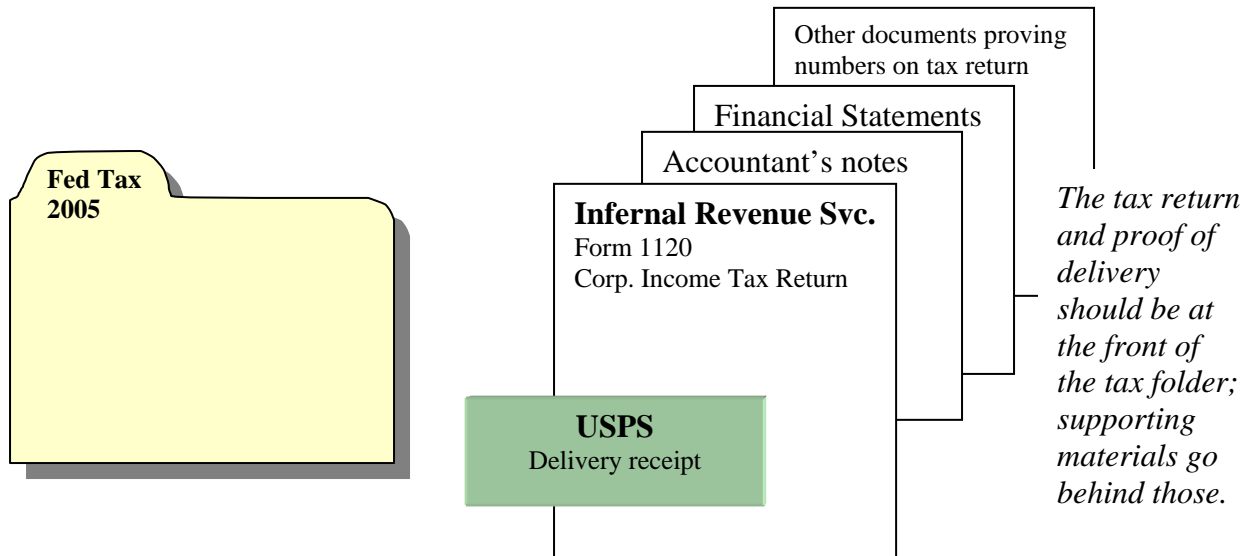 Fed Tax
2005
Other documents proving
numbers on tax return
Financial Statements
Accountant’s notes
Infernal Revenue Svc.
Form 1120
Corp. Income Tax Return
USPS
Delivery receipt
The tax return
and proof of
delivery
should be at
the front of
the tax folder;
supporting
materials go
behind those.